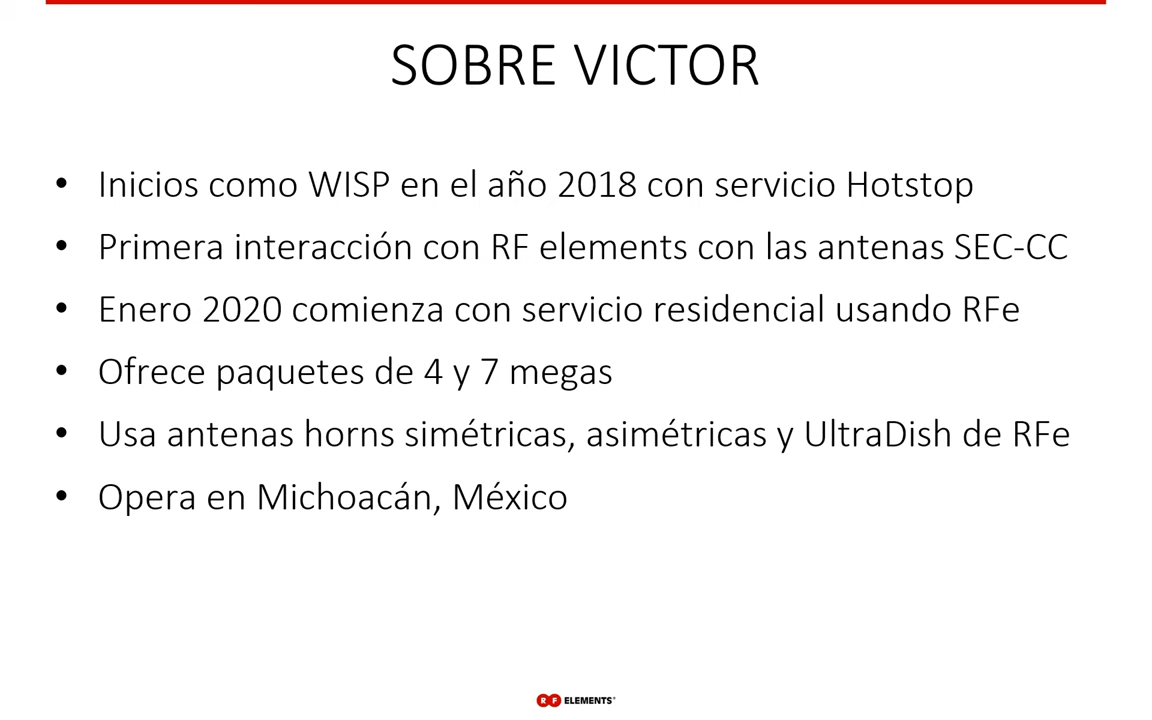 SOBRE VICTOR
• Inicios como WISP en el año 2018 con servicio Hotstop
• Primera interacción con RF elements con las antenas SEC-CC
• Enero 2020 comienza con servicio residencial usando RFe
• Ofrece paquetes de 4 y 7 megas
• Usa antenas horns simétricas, asimétricas y UltraDish de RFe
• Opera en Michoacán, México
RF ELEMENTS